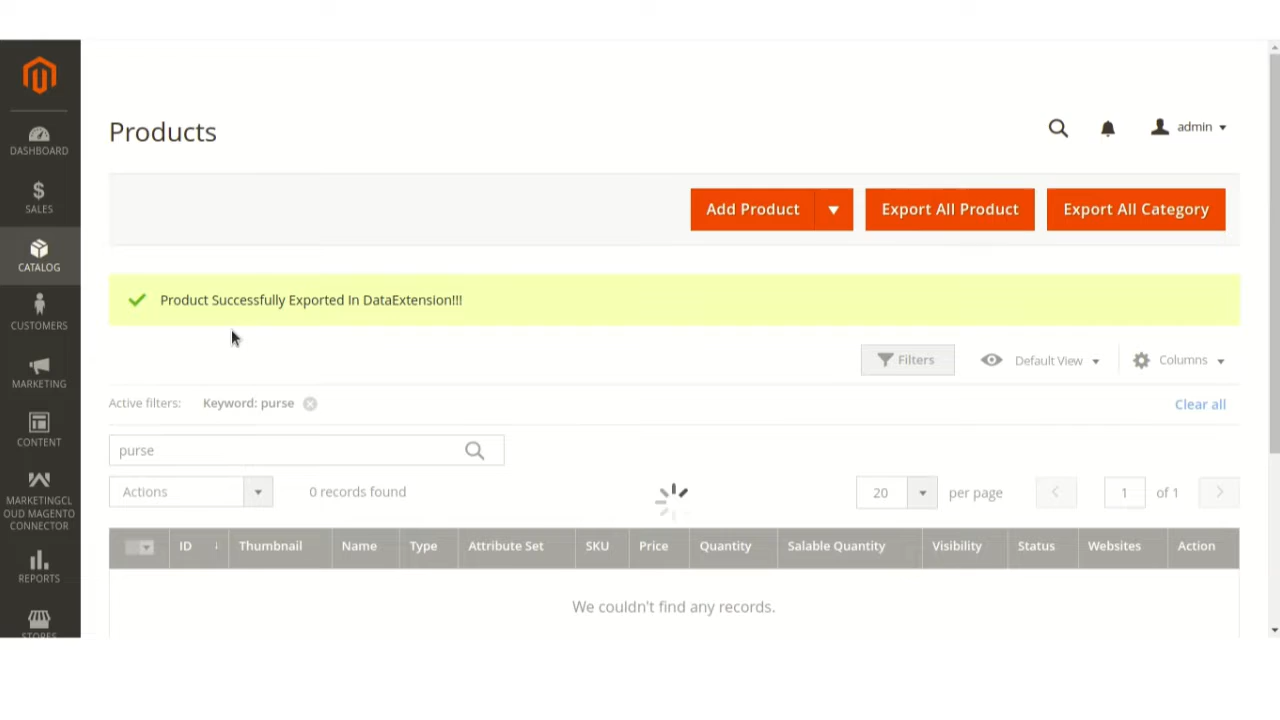 Products
admin
DASHBOARD
SALES
CATALOG
CUSTOMERS
MARKETING
CONTENT
MARKETINGCL
OUD MAGENTO
CONNECTOR
REPORTS
STORES
Add Product
Export All Product
Export All Category
Product Successfully Exported In DataExtension!!!
Filters
Default View
Columns
Active filters: Keyword: purse
Clear all
purse
Actions
0 records found
20 per page
1 of 1
ID ↓ Thumbnail Name Type Attribute Set SKU Price Quantity Salable Quantity Visibility Status Websites Action
We couldn't find any records.